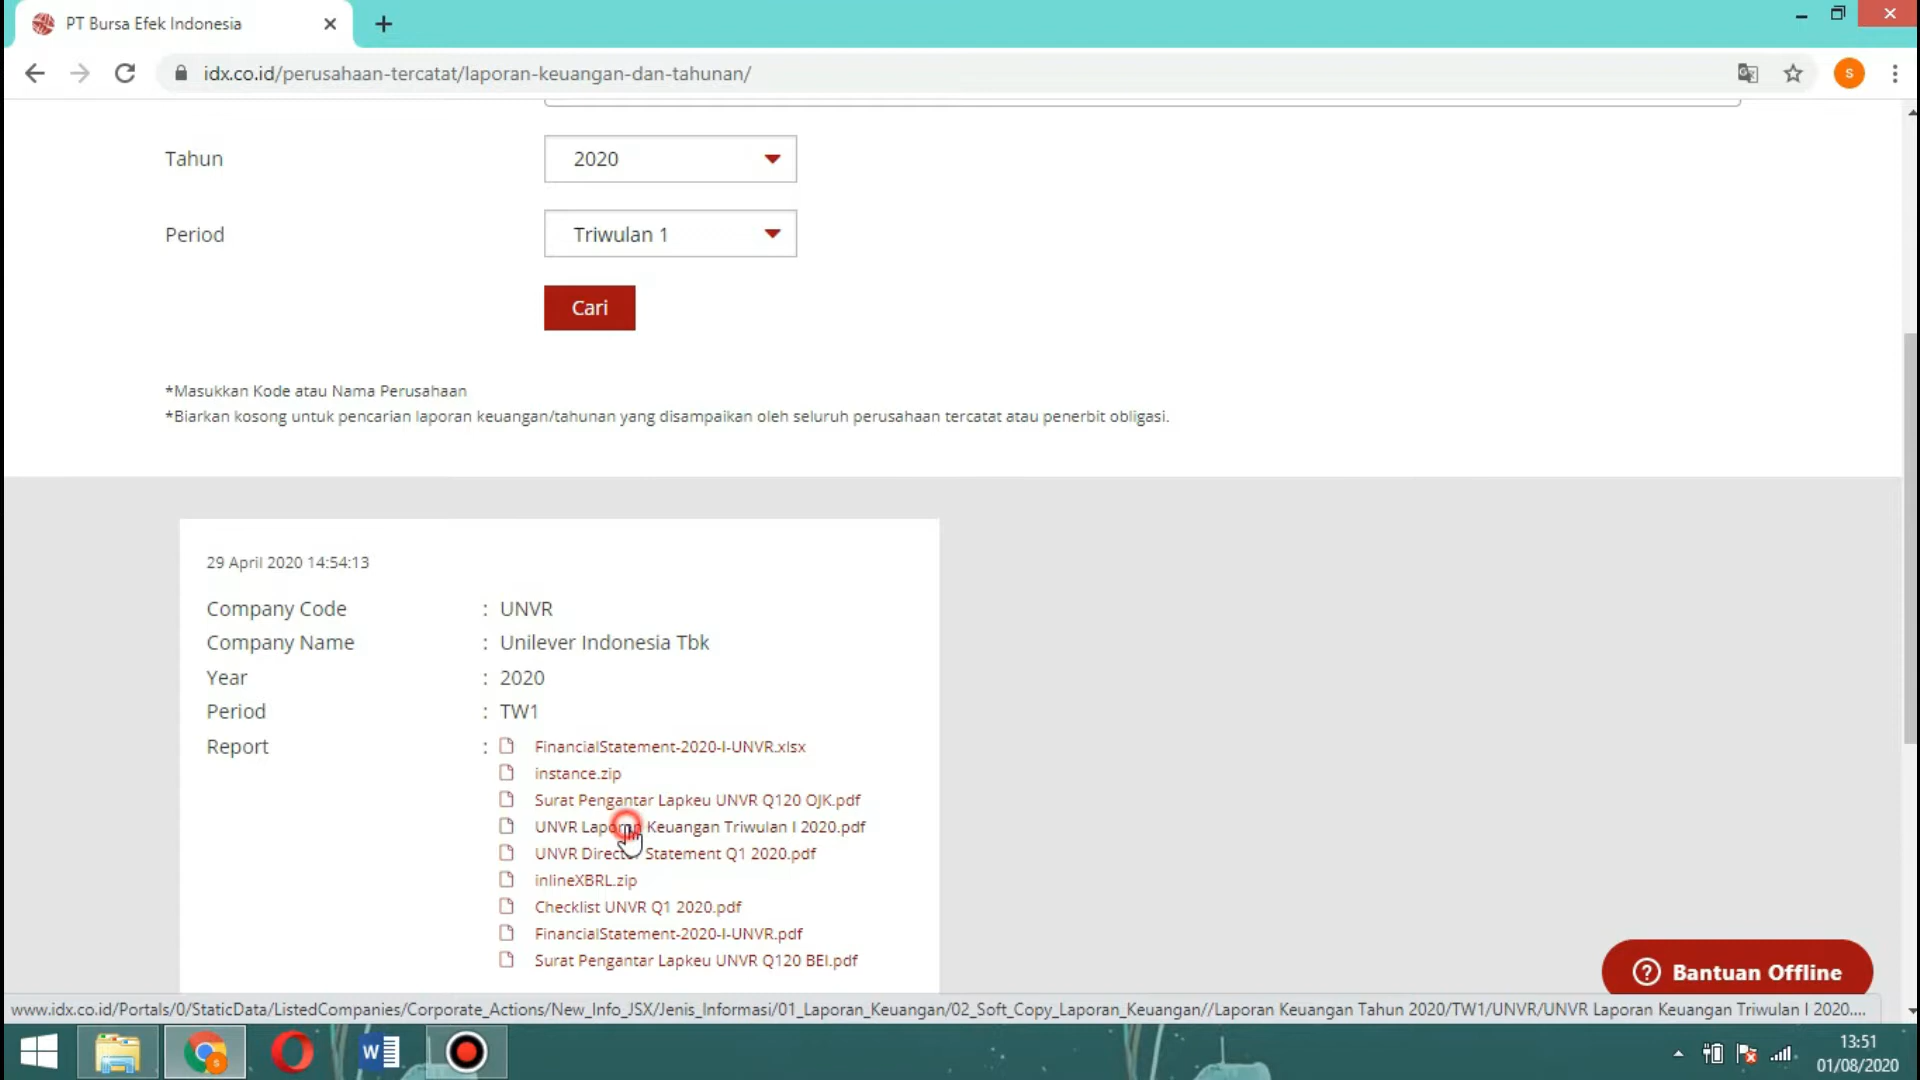 PT Bursa Efek Indonesia
idx.co.id/perusahaan-tercatat/laporan-keuangan-dan-tahunan/
S
Tahun
2020
Period
Triwulan 1
Cari
*Masukkan Kode atau Nama Perusahaan
*Biarkan kosong untuk pencarian laporan keuangan/tahunan yang disampaikan oleh seluruh perusahaan tercatat atau penerbit obligasi.
29 April 2020 14:54:13
Company Code : UNVR
Company Name : Unilever Indonesia Tbk
Year : 2020
Period : TW1
Report : FinancialStatement-2020-I-UNVR.xlsx
instance.zip
Surat Pengantar Lapkeu UNVR Q120 OJK.pdf
UNVR Laporan Keuangan Triwulan I 2020.pdf
UNVR Director Statement Q1 2020.pdf
inlineXBRL.zip
Checklist UNVR Q1 2020.pdf
FinancialStatement-2020-I-UNVR.pdf
Surat Pengantar Lapkeu UNVR Q120 BEI.pdf
Bantuan Offline
www.idx.co.id/Portals/0/StaticData/ListedCompanies/Corporate_Actions/New_Info_JSX/Jenis_Informasi/01_Laporan_Keuangan/02_Soft_Copy_Laporan_Keuangan//Laporan Keuangan Tahun 2020/TW1/UNVR/UNVR Laporan Keuangan Triwulan I 2020....
13:51
01/08/2020